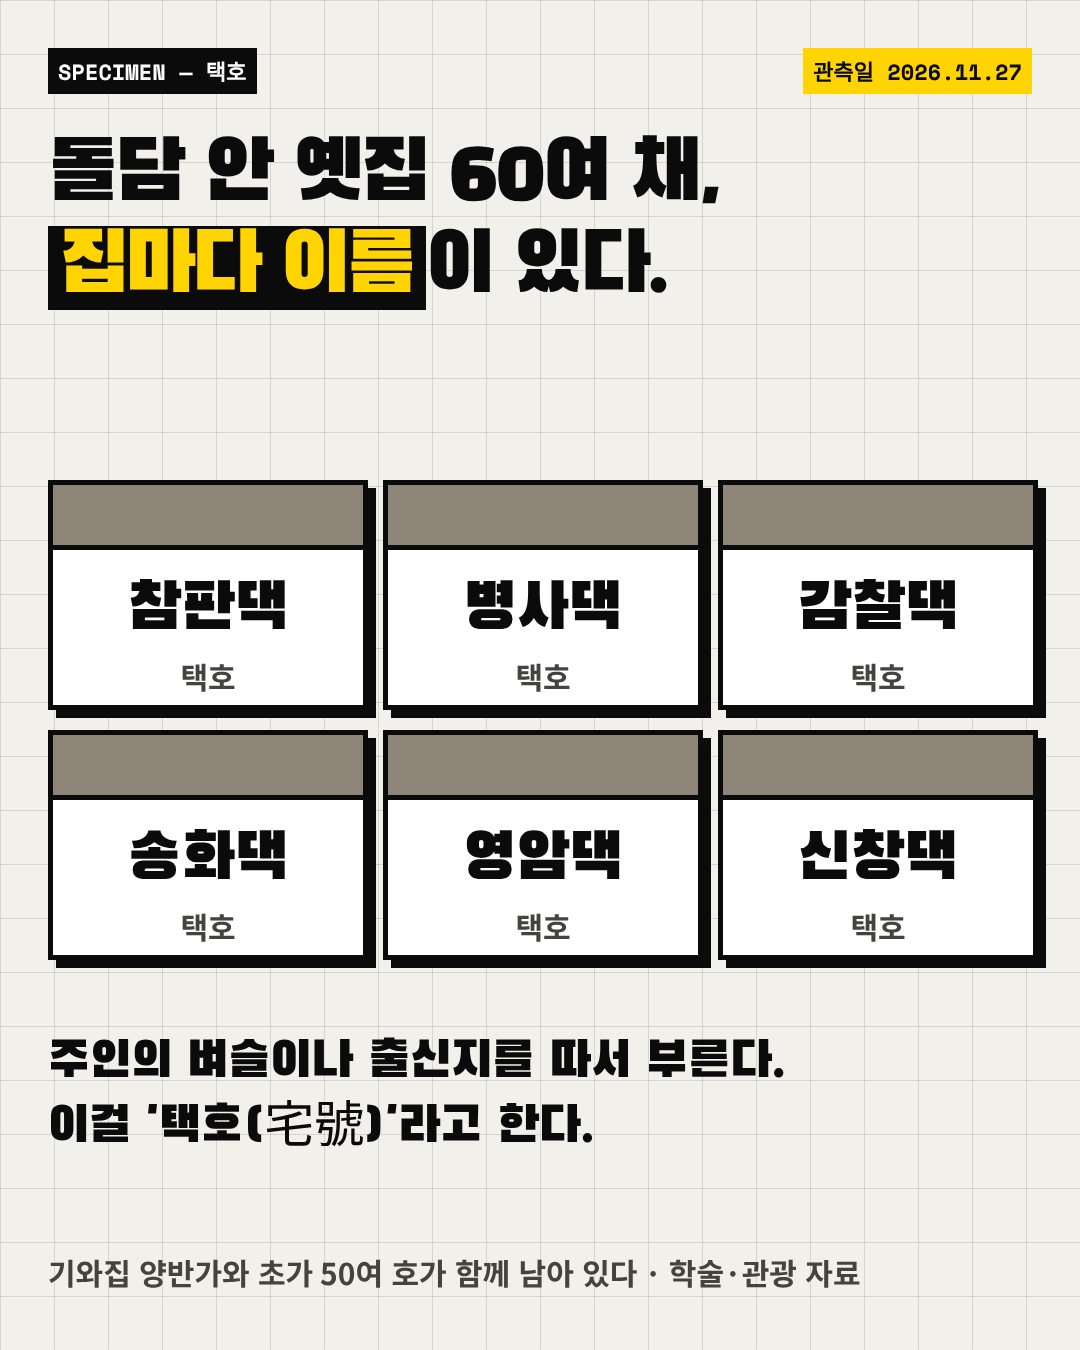 SPECIMEN — 택호
관측일 2026.11.27
돌담 안 옛집 60여 채,
집마다 이름이 있다.
참판댁
택호
병사댁
택호
감찰댁
택호
송화댁
택호
영암댁
택호
신창댁
택호
주인의 벼슬이나 출신지를 따서 부른다.
이걸 '택호(宅號)'라고 한다.
기와집 양반가와 초가 50여 호가 함께 남아 있다 · 학술·관광 자료